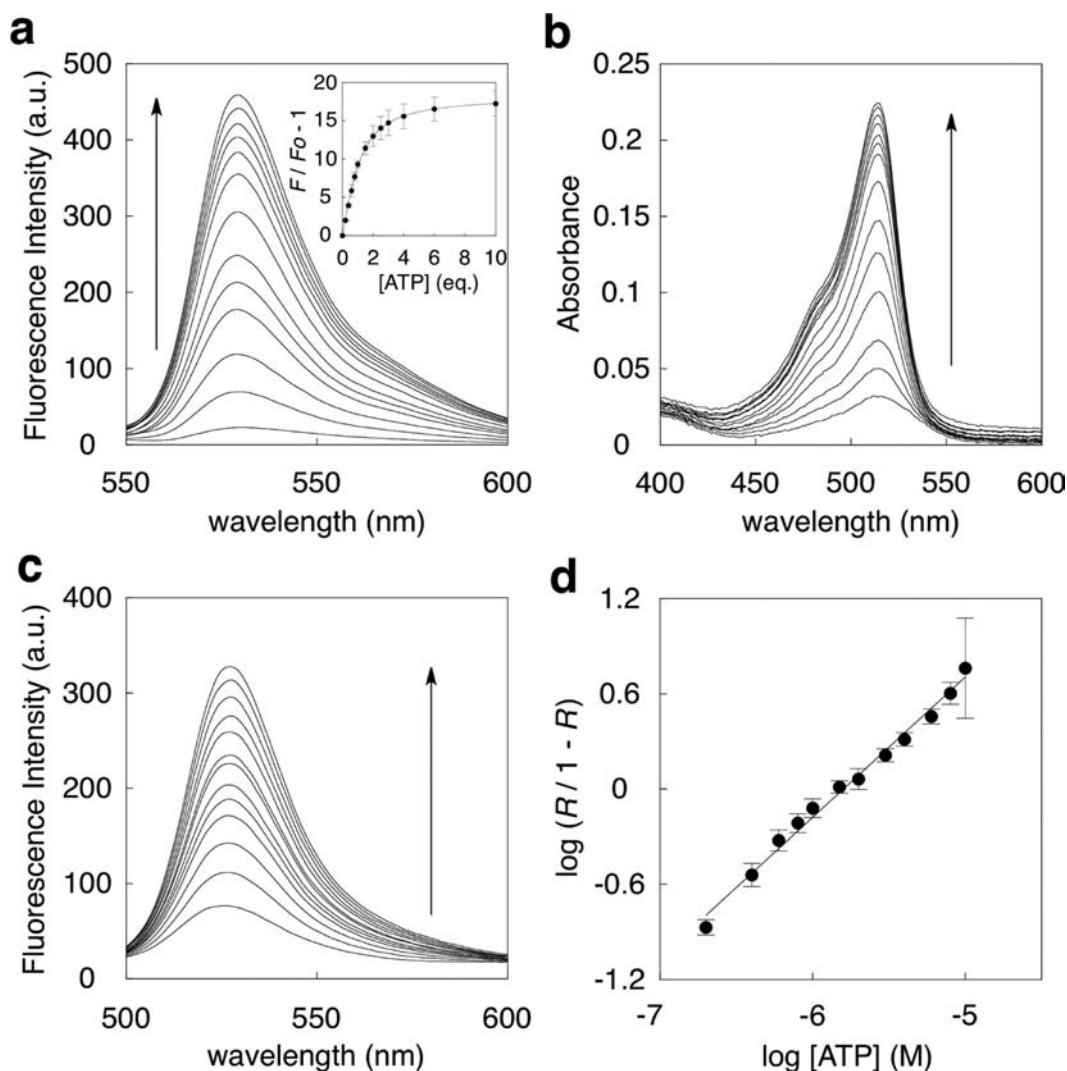 a
500
400
300
200
100
0
550
550
600
Fluorescence Intensity (a.u.)
wavelength (nm)
20
15
10
5
0
0 2 4 6 8 10
F / Fo - 1
[ATP] (eq.)
b
0.25
0.2
0.15
0.1
0.05
0
400 450 500 550 600
Absorbance
wavelength (nm)
c
400
300
200
100
0
500 550 600
Fluorescence Intensity (a.u.)
wavelength (nm)
d
1.2
0.6
0
-0.6
-1.2
-7 -6 -5
log (R / 1 - R)
log [ATP] (M)